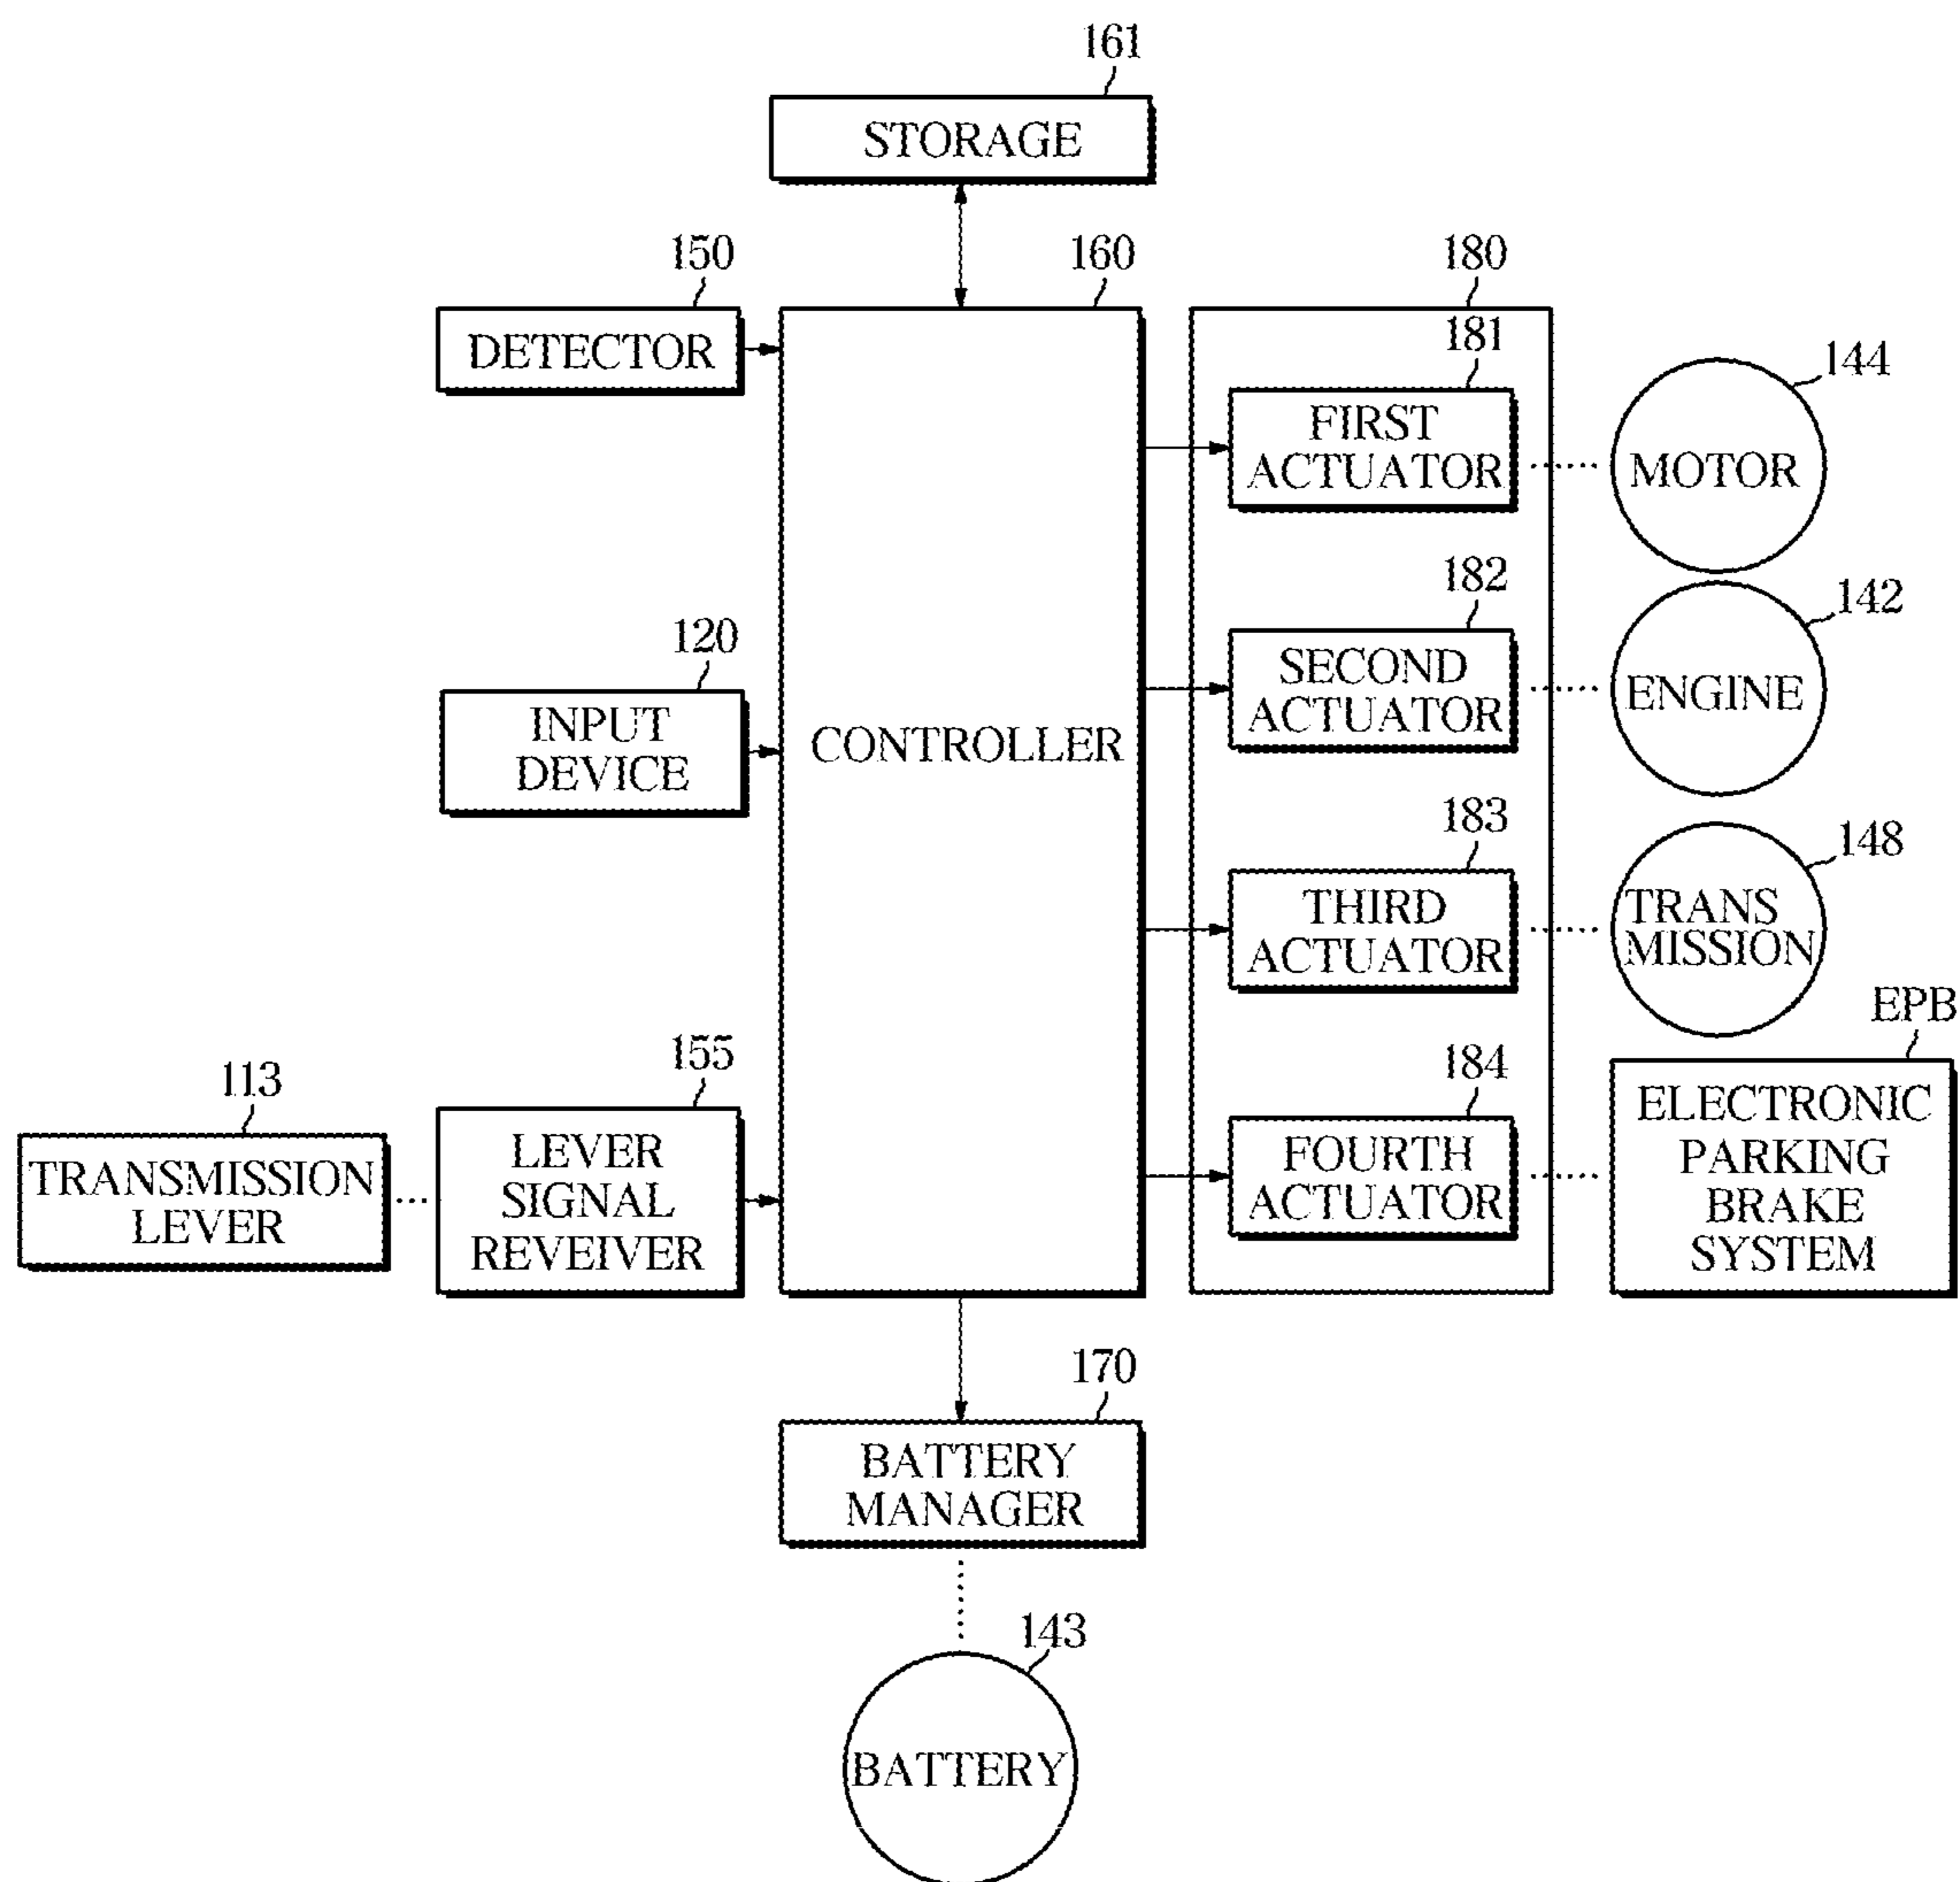 161
STORAGE
150
160
180
DETECTOR
181
144
FIRST
ACTUATOR
MOTOR
182
142
120
SECOND
ACTUATOR
ENGINE
INPUT
DEVICE
CONTROLLER
183
148
THIRD
ACTUATOR
TRANS
MISSION
EPB
113
155
184
TRANSMISSION
LEVER
LEVER
SIGNAL
REVEIVER
FOURTH
ACTUATOR
ELECTRONIC
PARKING
BRAKE
SYSTEM
170
BATTERY
MANAGER
143
BATTERY